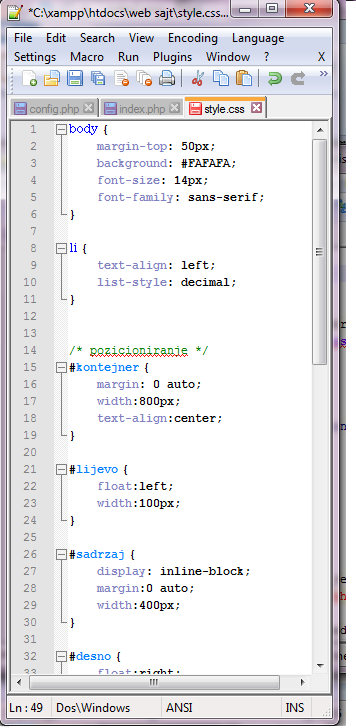 *C:\xampp\htdocs\web sajt\style.css...
File Edit Search View Encoding Language
Settings Macro Run Plugins Window ? X
config.php index.php style.css
1 body {
2 margin-top: 50px;
3 background: #FAFAFA;
4 font-size: 14px;
5 font-family: sans-serif;
6 }
7
8 li {
9 text-align: left;
10 list-style: decimal;
11 }
12
13
14 /* pozicioniranje */
15 #kontejner {
16 margin: 0 auto;
17 width:800px;
18 text-align:center;
19 }
20
21 #lijevo {
22 float:left;
23 width:100px;
24 }
25
26 #sadrzaj {
27 display: inline-block;
28 margin:0 auto;
29 width:400px;
30 }
31
32 #desno {
33 float:right;
Ln : 49 Dos\Windows ANSI INS